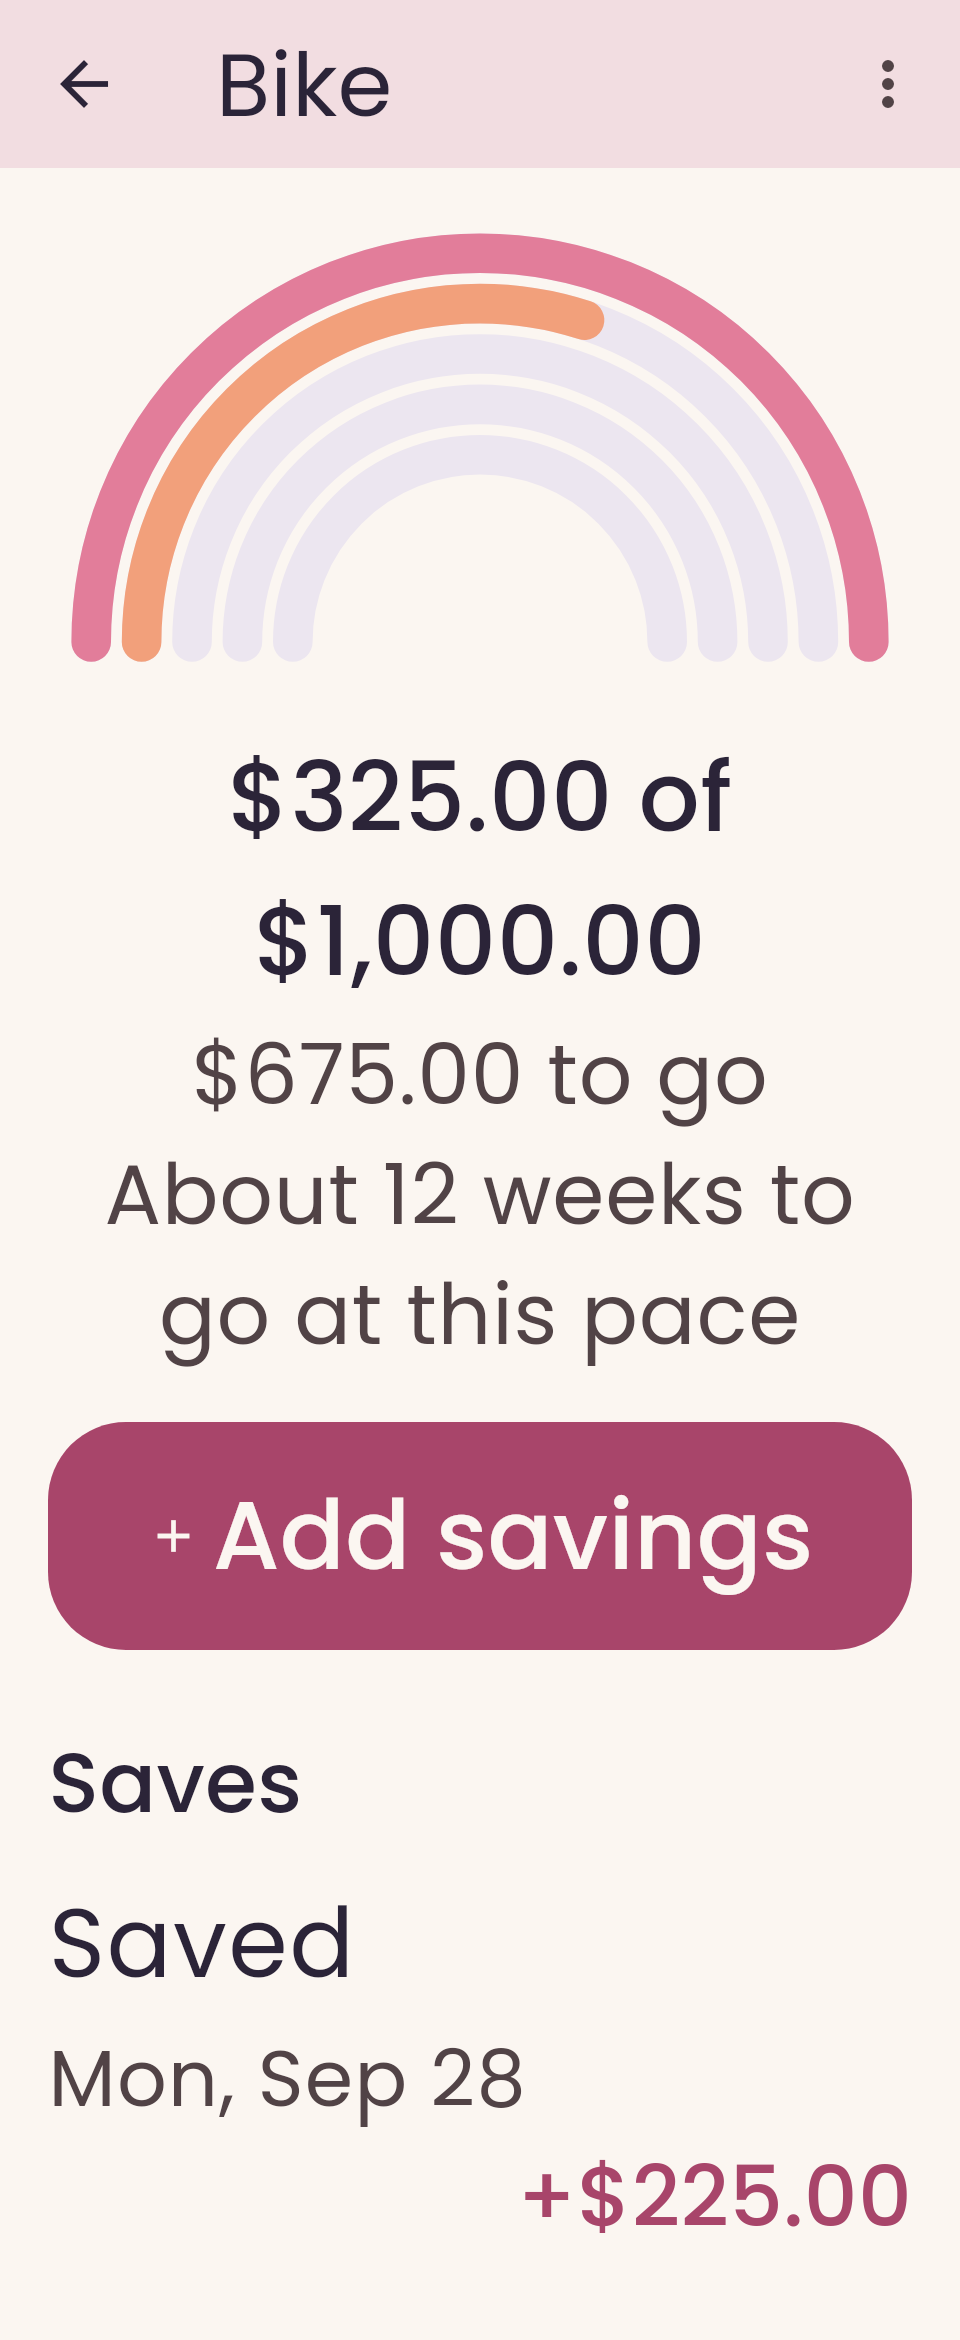 Bike
$325.00 of
$1,000.00
$675.00 to go
About 12 weeks to
go at this pace
+ Add savings
Saves
Saved
Mon, Sep 28
+$225.00